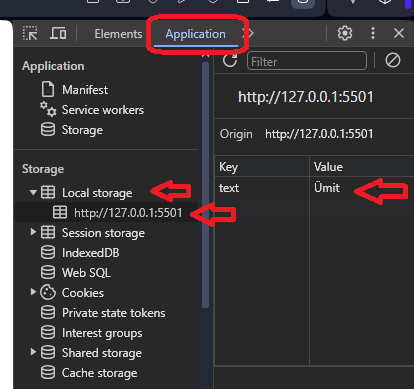 Elements
Application
Application
Manifest
Service workers
Storage
Storage
Local storage
http://127.0.0.1:5501
Session storage
IndexedDB
Web SQL
Cookies
Private state tokens
Interest groups
Shared storage
Cache storage
Filter
http://127.0.0.1:5501
Origin http://127.0.0.1:5501
Key Value
text Ümit